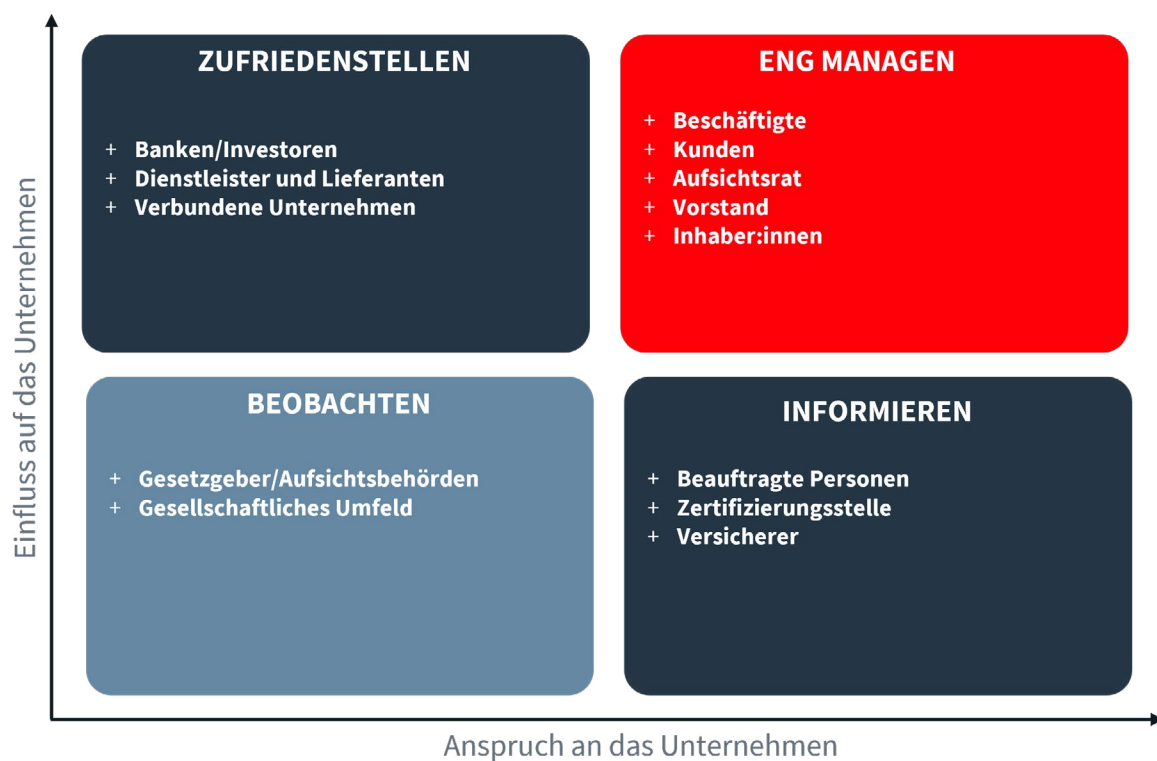 Einfluss auf das Unternehmen
ZUFRIEDENSTELLEN
+ Banken/Investoren
+ Dienstleister und Lieferanten
+ Verbundene Unternehmen
ENG MANAGEN
+ Beschäftigte
+ Kunden
+ Aufsichtsrat
+ Vorstand
+ Inhaber:innen
BEOBACHTEN
+ Gesetzgeber/Aufsichtsbehörden
+ Gesellschaftliches Umfeld
INFORMIEREN
+ Beauftragte Personen
+ Zertifizierungsstelle
+ Versicherer
Anspruch an das Unternehmen